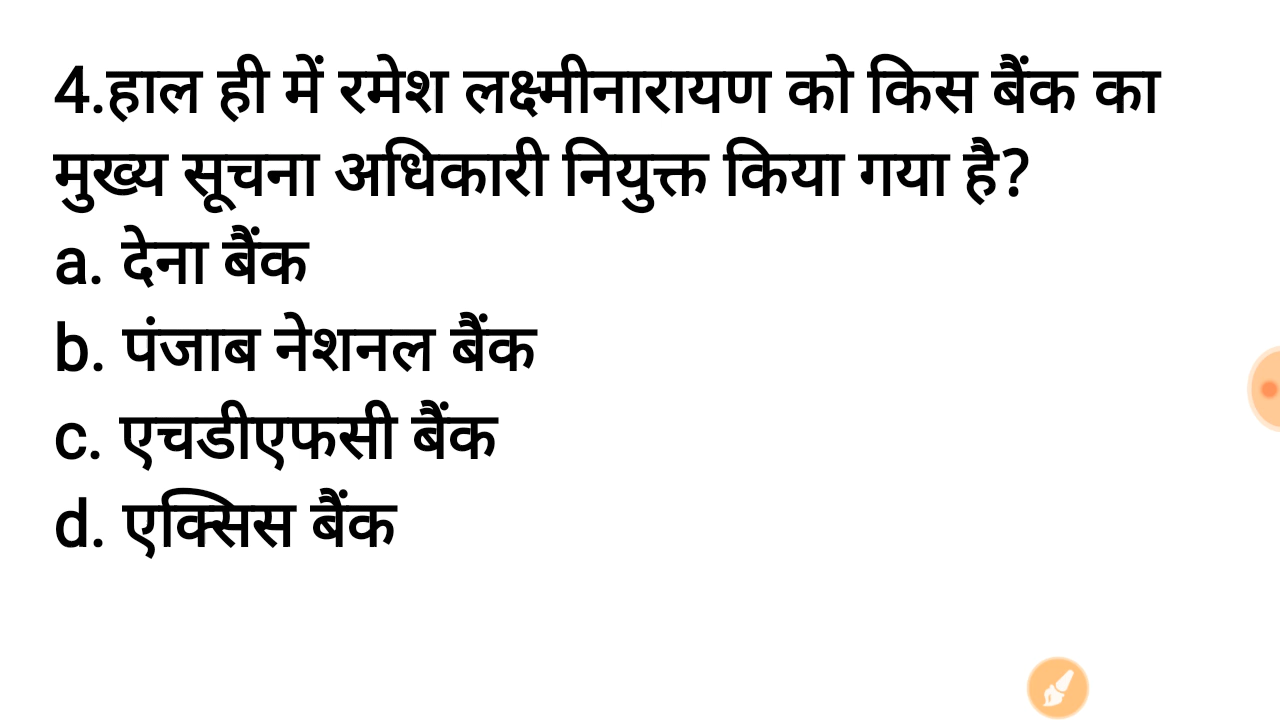 4.हाल ही में रमेश लक्ष्मीनारायण को किस बैंक का
मुख्य सूचना अधिकारी नियुक्त किया गया है?
a. देना बैंक
b. पंजाब नेशनल बैंक
c. एचडीएफसी बैंक
d. एक्सिस बैंक